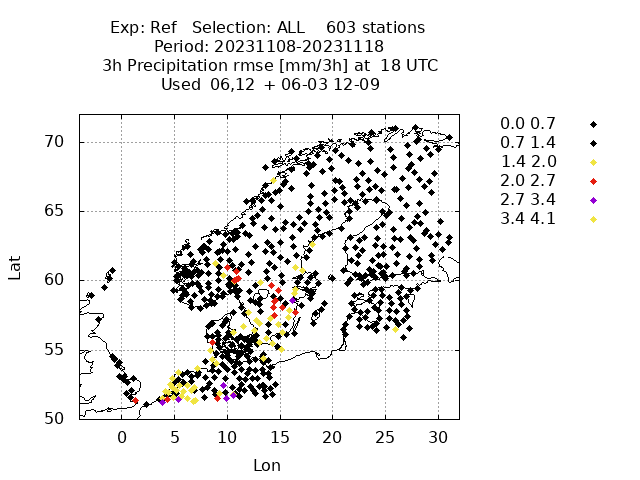 Exp: Ref Selection: ALL 603 stations
Period: 20231108-20231118
3h Precipitation rmse [mm/3h] at 18 UTC
Used 06,12 + 06-03 12-09
0.0 0.7
0.7 1.4
1.4 2.0
2.0 2.7
2.7 3.4
3.4 4.1
70
65
60
55
50
Lat
0 5 10 15 20 25 30
Lon